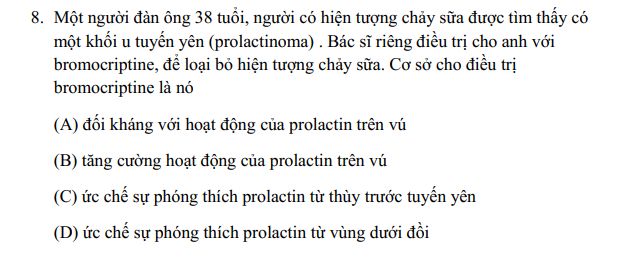 8. Một người đàn ông 38 tuổi, người có hiện tượng chảy sữa được tìm thấy có
một khối u tuyến yên (prolactinoma) . Bác sĩ riêng điều trị cho anh với
bromocriptine, để loại bỏ hiện tượng chảy sữa. Cơ sở cho điều trị
bromocriptine là nó
(A) đối kháng với hoạt động của prolactin trên vú
(B) tăng cường hoạt động của prolactin trên vú
(C) ức chế sự phóng thích prolactin từ thùy trước tuyến yên
(D) ức chế sự phóng thích prolactin từ vùng dưới đồi